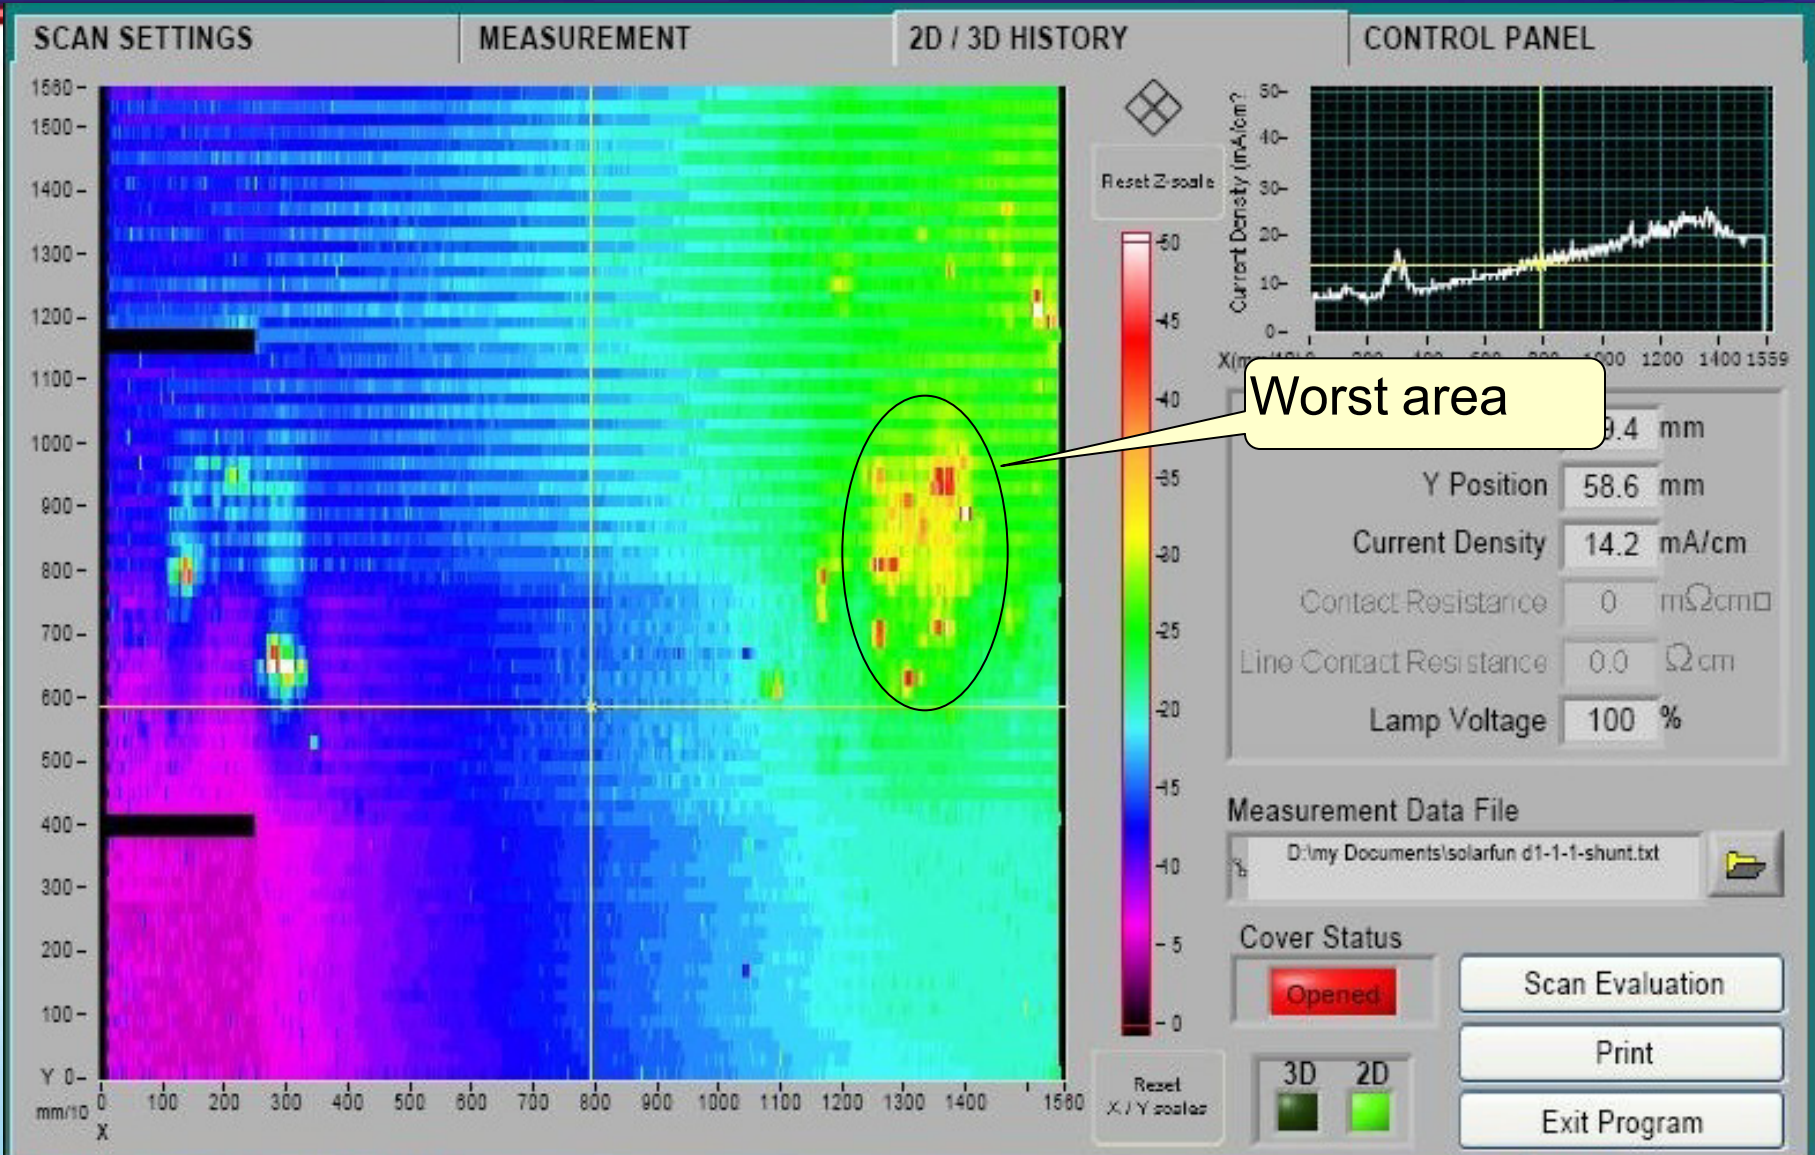 SCAN SETTINGS
MEASUREMENT
2D / 3D HISTORY
CONTROL PANEL
1560
1500
1400
1300
1200
1100
1000
900
800
700
600
500
400
300
200
100
Y 0
mm/10 0 100 200 300 400 500 600 700 800 900 1000 1100 1200 1300 1400 1560
X
Reset Z-scale
50
45
40
35
30
25
20
15
10
5
0
Reset
X / Y scales
Current Density (mA/cm?
50
40
30
20
10
0
1200 1400 1559
Worst area
9.4 mm
Y Position 58.6 mm
Current Density 14.2 mA/cm
Contact Resistance 0 mΩcm□
Line Contact Resistance 0.0 Ωcm
Lamp Voltage 100 %
Measurement Data File
D:\my Documents\solarfun d1-1-1-shunt.txt
Cover Status
Opened
3D 2D
Scan Evaluation
Print
Exit Program